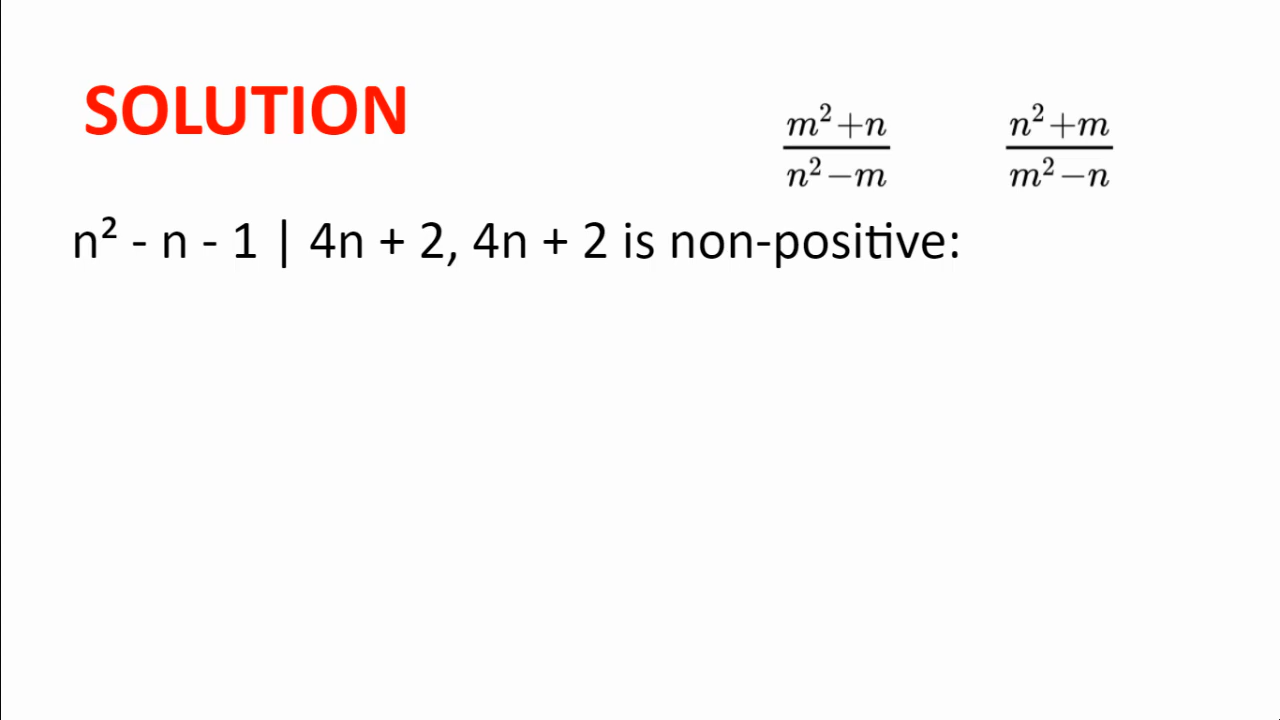 SOLUTION
m² + n / n² − m    n² + m / m² − n
n² - n - 1 | 4n + 2, 4n + 2 is non-positive: